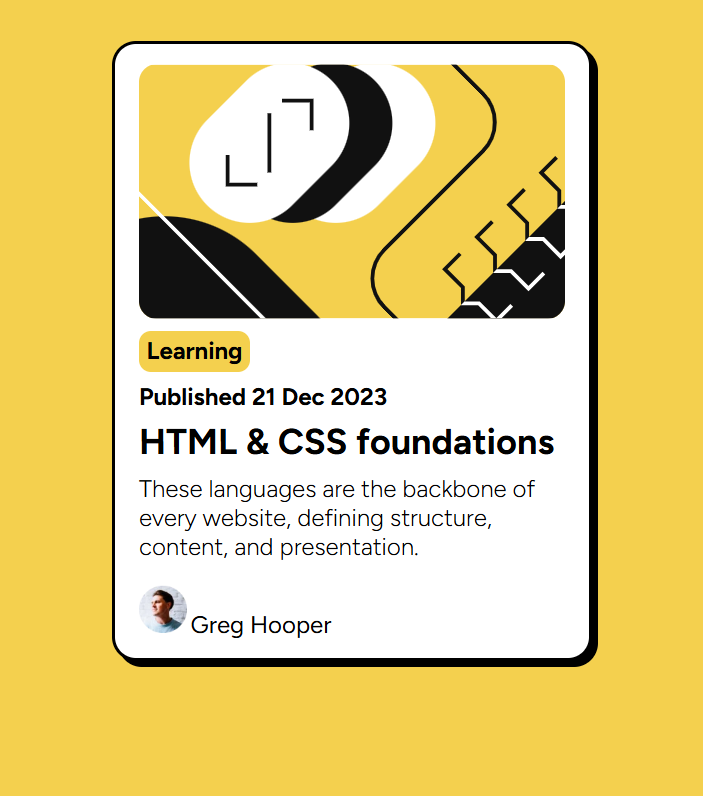 Learning
Published 21 Dec 2023
HTML & CSS foundations
These languages are the backbone of
every website, defining structure,
content, and presentation.
Greg Hooper